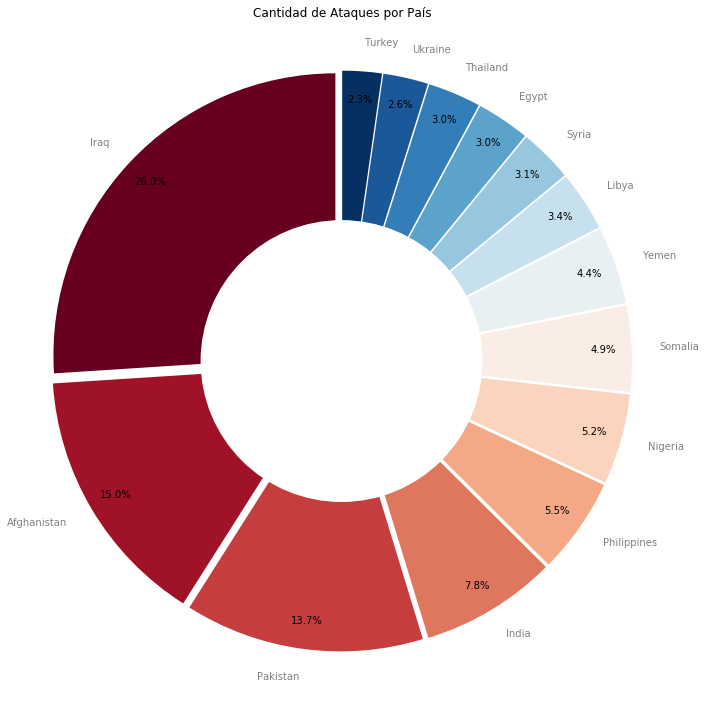 Cantidad de Ataques por País
Turkey
2.3%
Ukraine
2.6%
Thailand
3.0%
Egypt
3.0%
Syria
3.1%
Libya
3.4%
Yemen
4.4%
Somalia
4.9%
Nigeria
5.2%
Philippines
5.5%
India
7.8%
Pakistan
13.7%
Afghanistan
15.0%
Iraq
26.0%